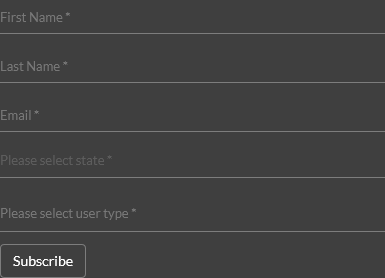 First Name *
Last Name *
Email *
Please select state *
Please select user type *
Subscribe